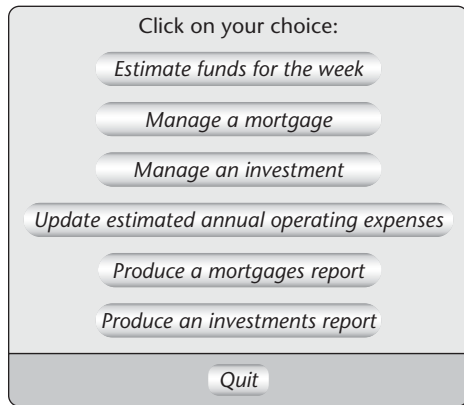 Click on your choice:
Estimate funds for the week
Manage a mortgage
Manage an investment
Update estimated annual operating expenses
Produce a mortgages report
Produce an investments report
Quit